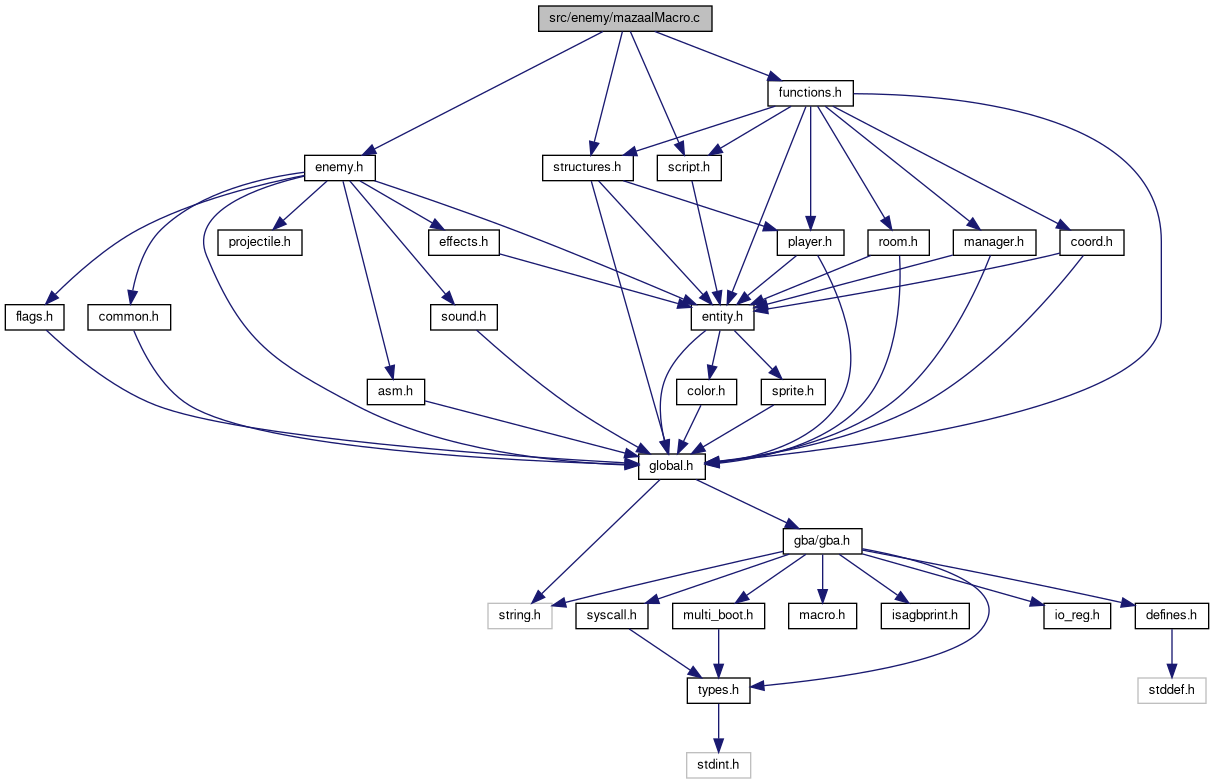 src/enemy/mazaalMacro.c
functions.h
enemy.h
structures.h
script.h
projectile.h
effects.h
player.h
room.h
manager.h
coord.h
flags.h
common.h
sound.h
entity.h
asm.h
color.h
sprite.h
global.h
gba/gba.h
string.h
syscall.h
multi_boot.h
macro.h
isagbprint.h
io_reg.h
defines.h
types.h
stddef.h
stdint.h